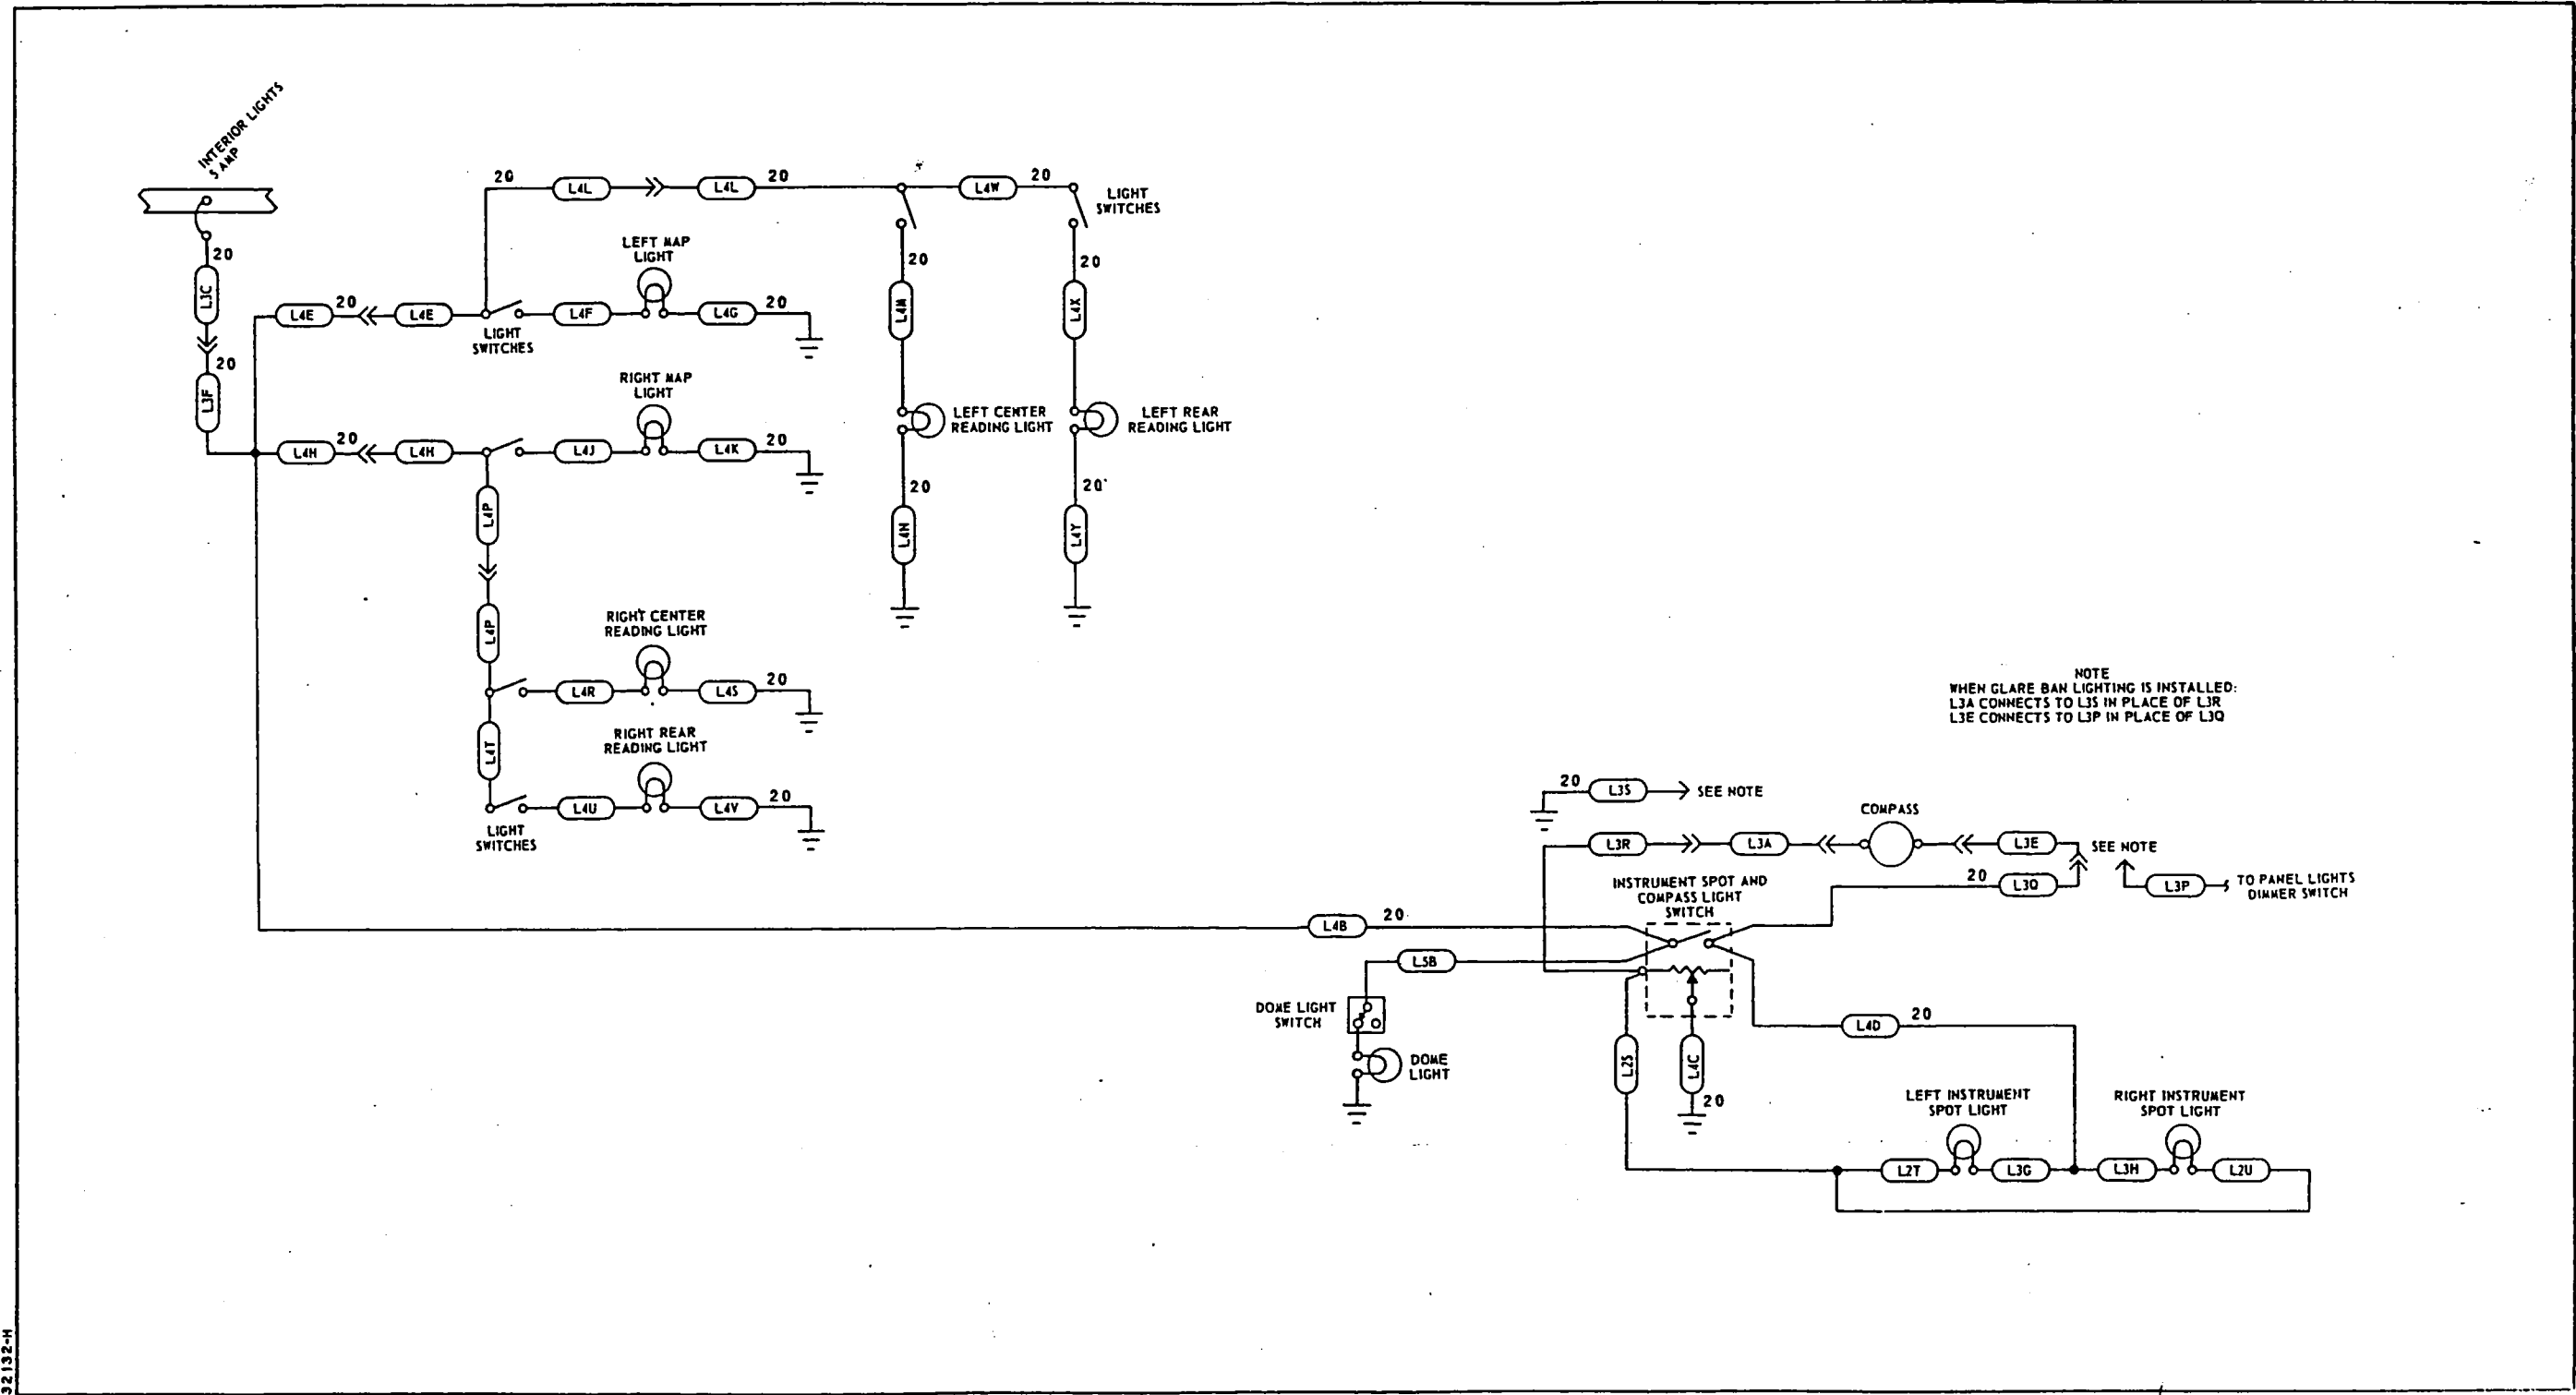 INTERIOR LIGHTS
5 AMP
20
L3C
20
L3F
20
L4L
L4L
20
L4W
20
LIGHT
SWITCHES
LEFT MAP
LIGHT
L4E
20
L4E
LIGHT
SWITCHES
L4F
L4G
20
20
L4M
20
L4X
RIGHT MAP
LIGHT
L4H
20
L4H
L4J
L4K
20
LEFT CENTER
READING LIGHT
LEFT REAR
READING LIGHT
L4P
20
L4N
20
L4Y
L4P
RIGHT CENTER
READING LIGHT
L4R
L4S
20
L4T
RIGHT REAR
READING LIGHT
L4U
L4V
20
LIGHT
SWITCHES
NOTE
WHEN GLARE BAN LIGHTING IS INSTALLED:
L3A CONNECTS TO L3S IN PLACE OF L3R
L3E CONNECTS TO L3P IN PLACE OF L3Q
20
L3S
SEE NOTE
COMPASS
L3R
L3A
L3E
SEE NOTE
INSTRUMENT SPOT AND
COMPASS LIGHT
SWITCH
20
L3Q
L3P
TO PANEL LIGHTS
DIMMER SWITCH
L4B
20
L5B
DOME LIGHT
SWITCH
DOME
LIGHT
L2S
L4C
20
L4D
20
LEFT INSTRUMENT
SPOT LIGHT
RIGHT INSTRUMENT
SPOT LIGHT
L2T
L3G
L3H
L2U
32132-H